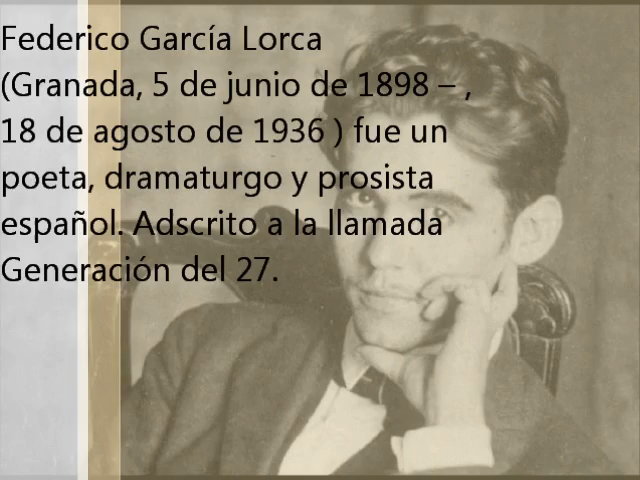 Federico García Lorca
(Granada, 5 de junio de 1898 – ,
18 de agosto de 1936 ) fue un
poeta, dramaturgo y prosista
español. Adscrito a la llamada
Generación del 27.